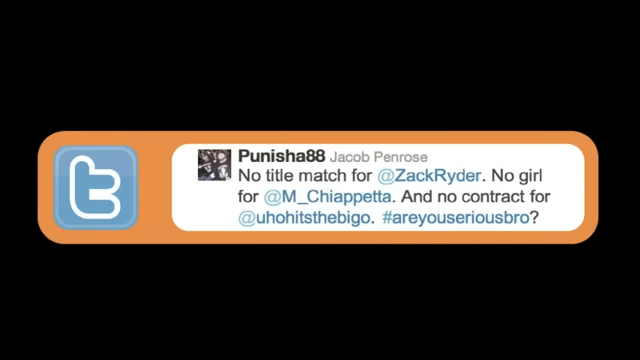 Punisha88 Jacob Penrose
No title match for @ZackRyder. No girl
for @M_Chiappetta. And no contract for
@uhohitsthebigo. #areyouseriousbro?